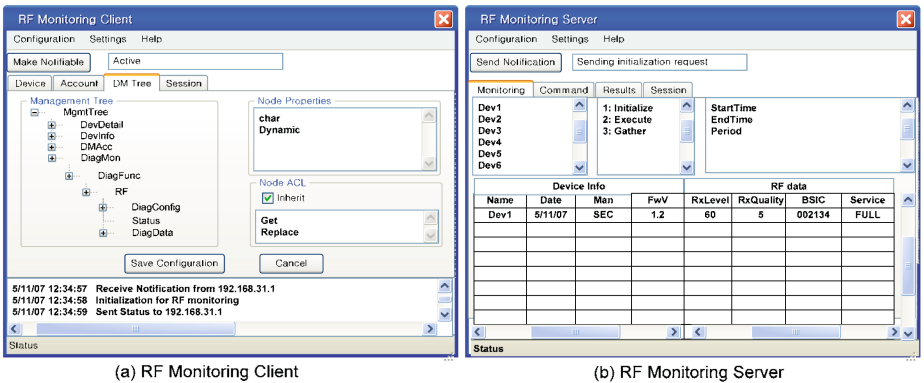 RF Monitoring Client
Configuration Settings Help
Make Notifiable Active
Device Account DM Tree Session
Management Tree
MgmtTree
DevDetail
DevInfo
DMAcc
DiagMon
DiagFunc
RF
DiagConfig
Status
DiagData
Node Properties
char
Dynamic
Node ACL
Inherit
Get
Replace
Save Configuration Cancel
5/11/07 12:34:57 Receive Notification from 192.168.31.1
5/11/07 12:34:58 Initialization for RF monitoring
5/11/07 12:34:59 Sent Status to 192.168.31.1
Status
(a) RF Monitoring Client
RF Monitoring Server
Configuration Settings Help
Send Notification Sending initialization request
Monitoring Command Results Session
Dev1
Dev2
Dev3
Dev4
Dev5
Dev6
1: Initialize
2: Execute
3: Gather
StartTime
EndTime
Period
Device Info RF data
Name Date Man FwV RxLevel RxQuality BSIC Service
Dev1 5/11/07 SEC 1.2 60 5 002134 FULL
Status
(b) RF Monitoring Server